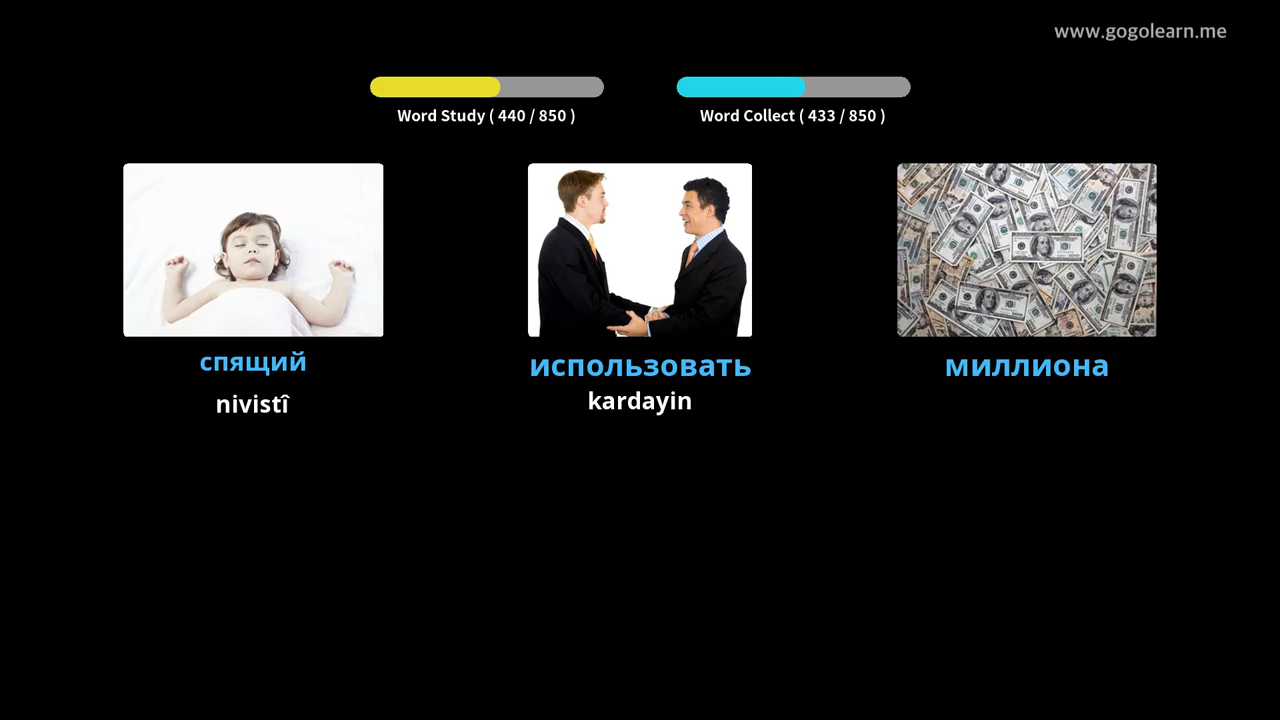 www.gogolearn.me
Word Study ( 440 / 850 )
Word Collect ( 433 / 850 )
спящий
nivistî
использовать
kardayin
миллиона